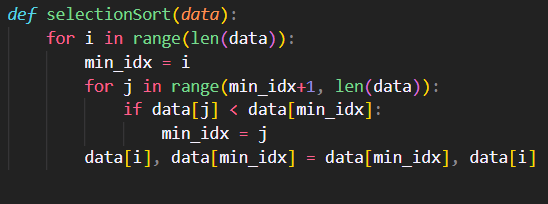 def selectionSort(data):
    for i in range(len(data)):
        min_idx = i
        for j in range(min_idx+1, len(data)):
            if data[j] < data[min_idx]:
                min_idx = j
        data[i], data[min_idx] = data[min_idx], data[i]